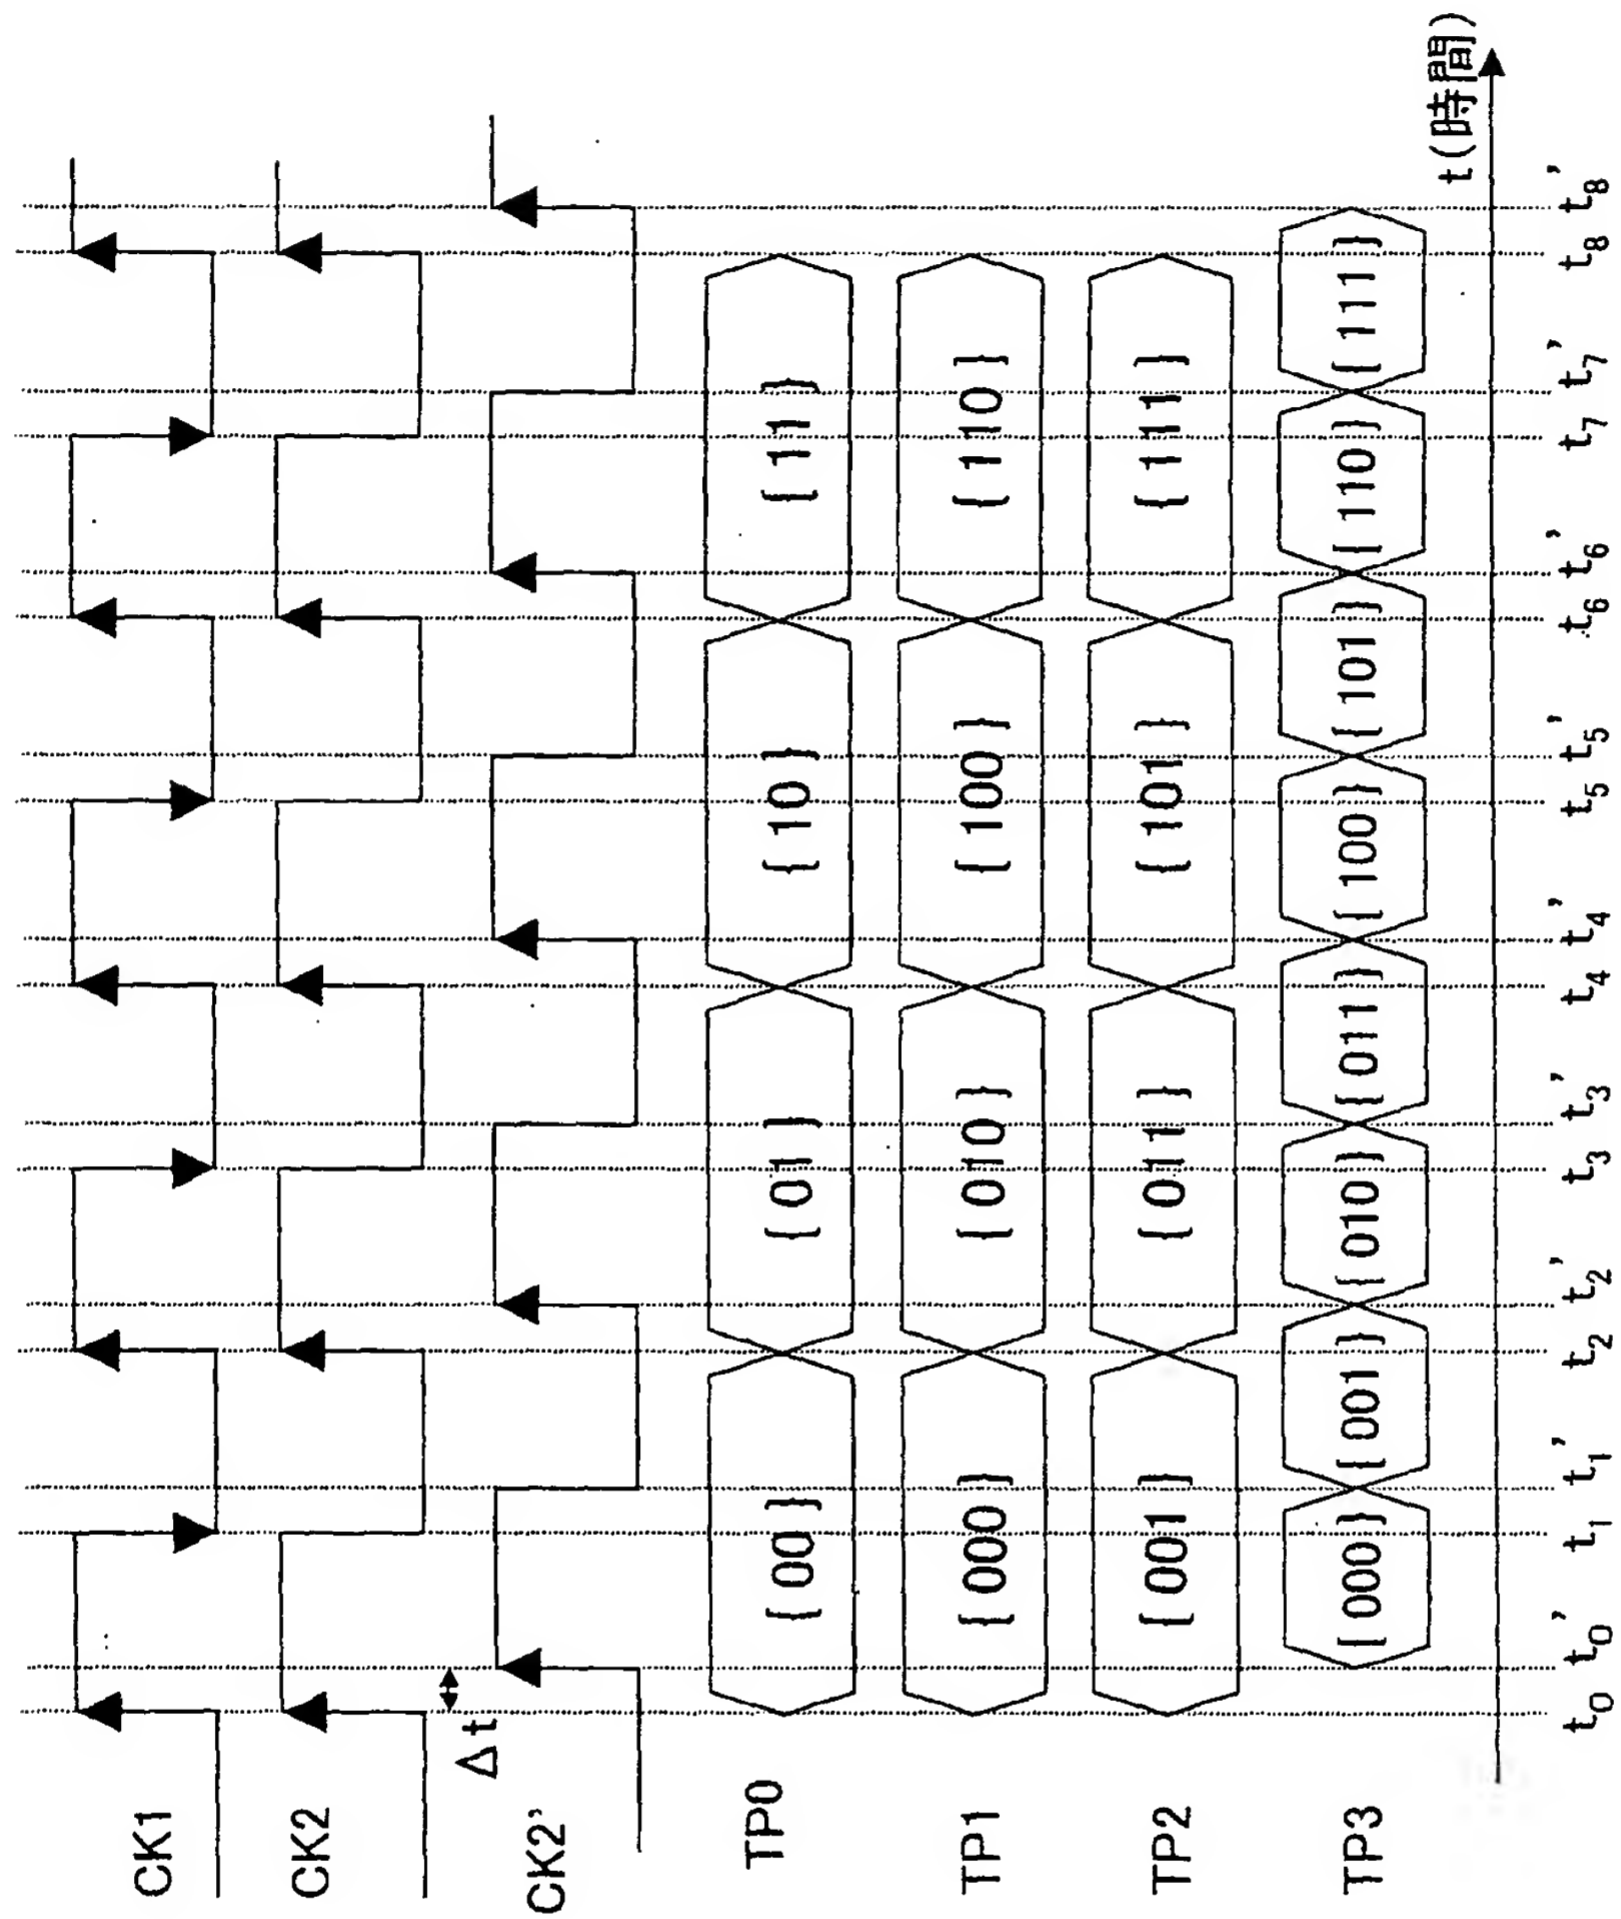 CK1
CK2
Δt
CK2’
TP0
{00} {01} {10} {11}
TP1
{000} {010} {100} {110}
TP2
{001} {011} {101} {111}
TP3
{000} {001} {010} {011} {100} {101} {110} {111}
t(時間)
t0 t0’ t1 t1’ t2 t2’ t3 t3’ t4 t4’ t5 t5’ t6 t6’ t7 t7’ t8 t8’